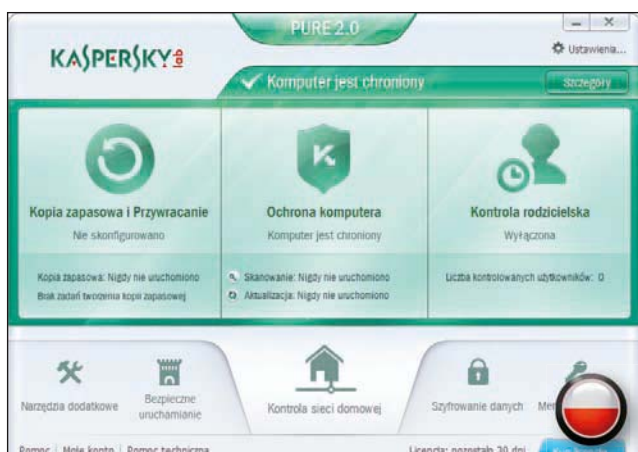 PURE 2.0
KASPERSKY lab
Ustawienia...
Komputer jest chroniony
Szczegóły
Kopia zapasowa i Przywracanie
Nie skonfigurowano
Kopia zapasowa: Nigdy nie uruchomiono
Brak zadań tworzenia kopii zapasowej
Ochrona komputera
Komputer jest chroniony
Skanowanie: Nigdy nie uruchomiono
Aktualizacja: Nigdy nie uruchomiono
Kontrola rodzicielska
Wyłączona
Liczba kontrolowanych użytkowników: 0
Narzędzia dodatkowe
Bezpieczne
uruchamianie
Kontrola sieci domowej
Szyfrowanie danych
Pomoc | Moje konto | Pomoc techniczna
Licencja: pozostało 30 dni